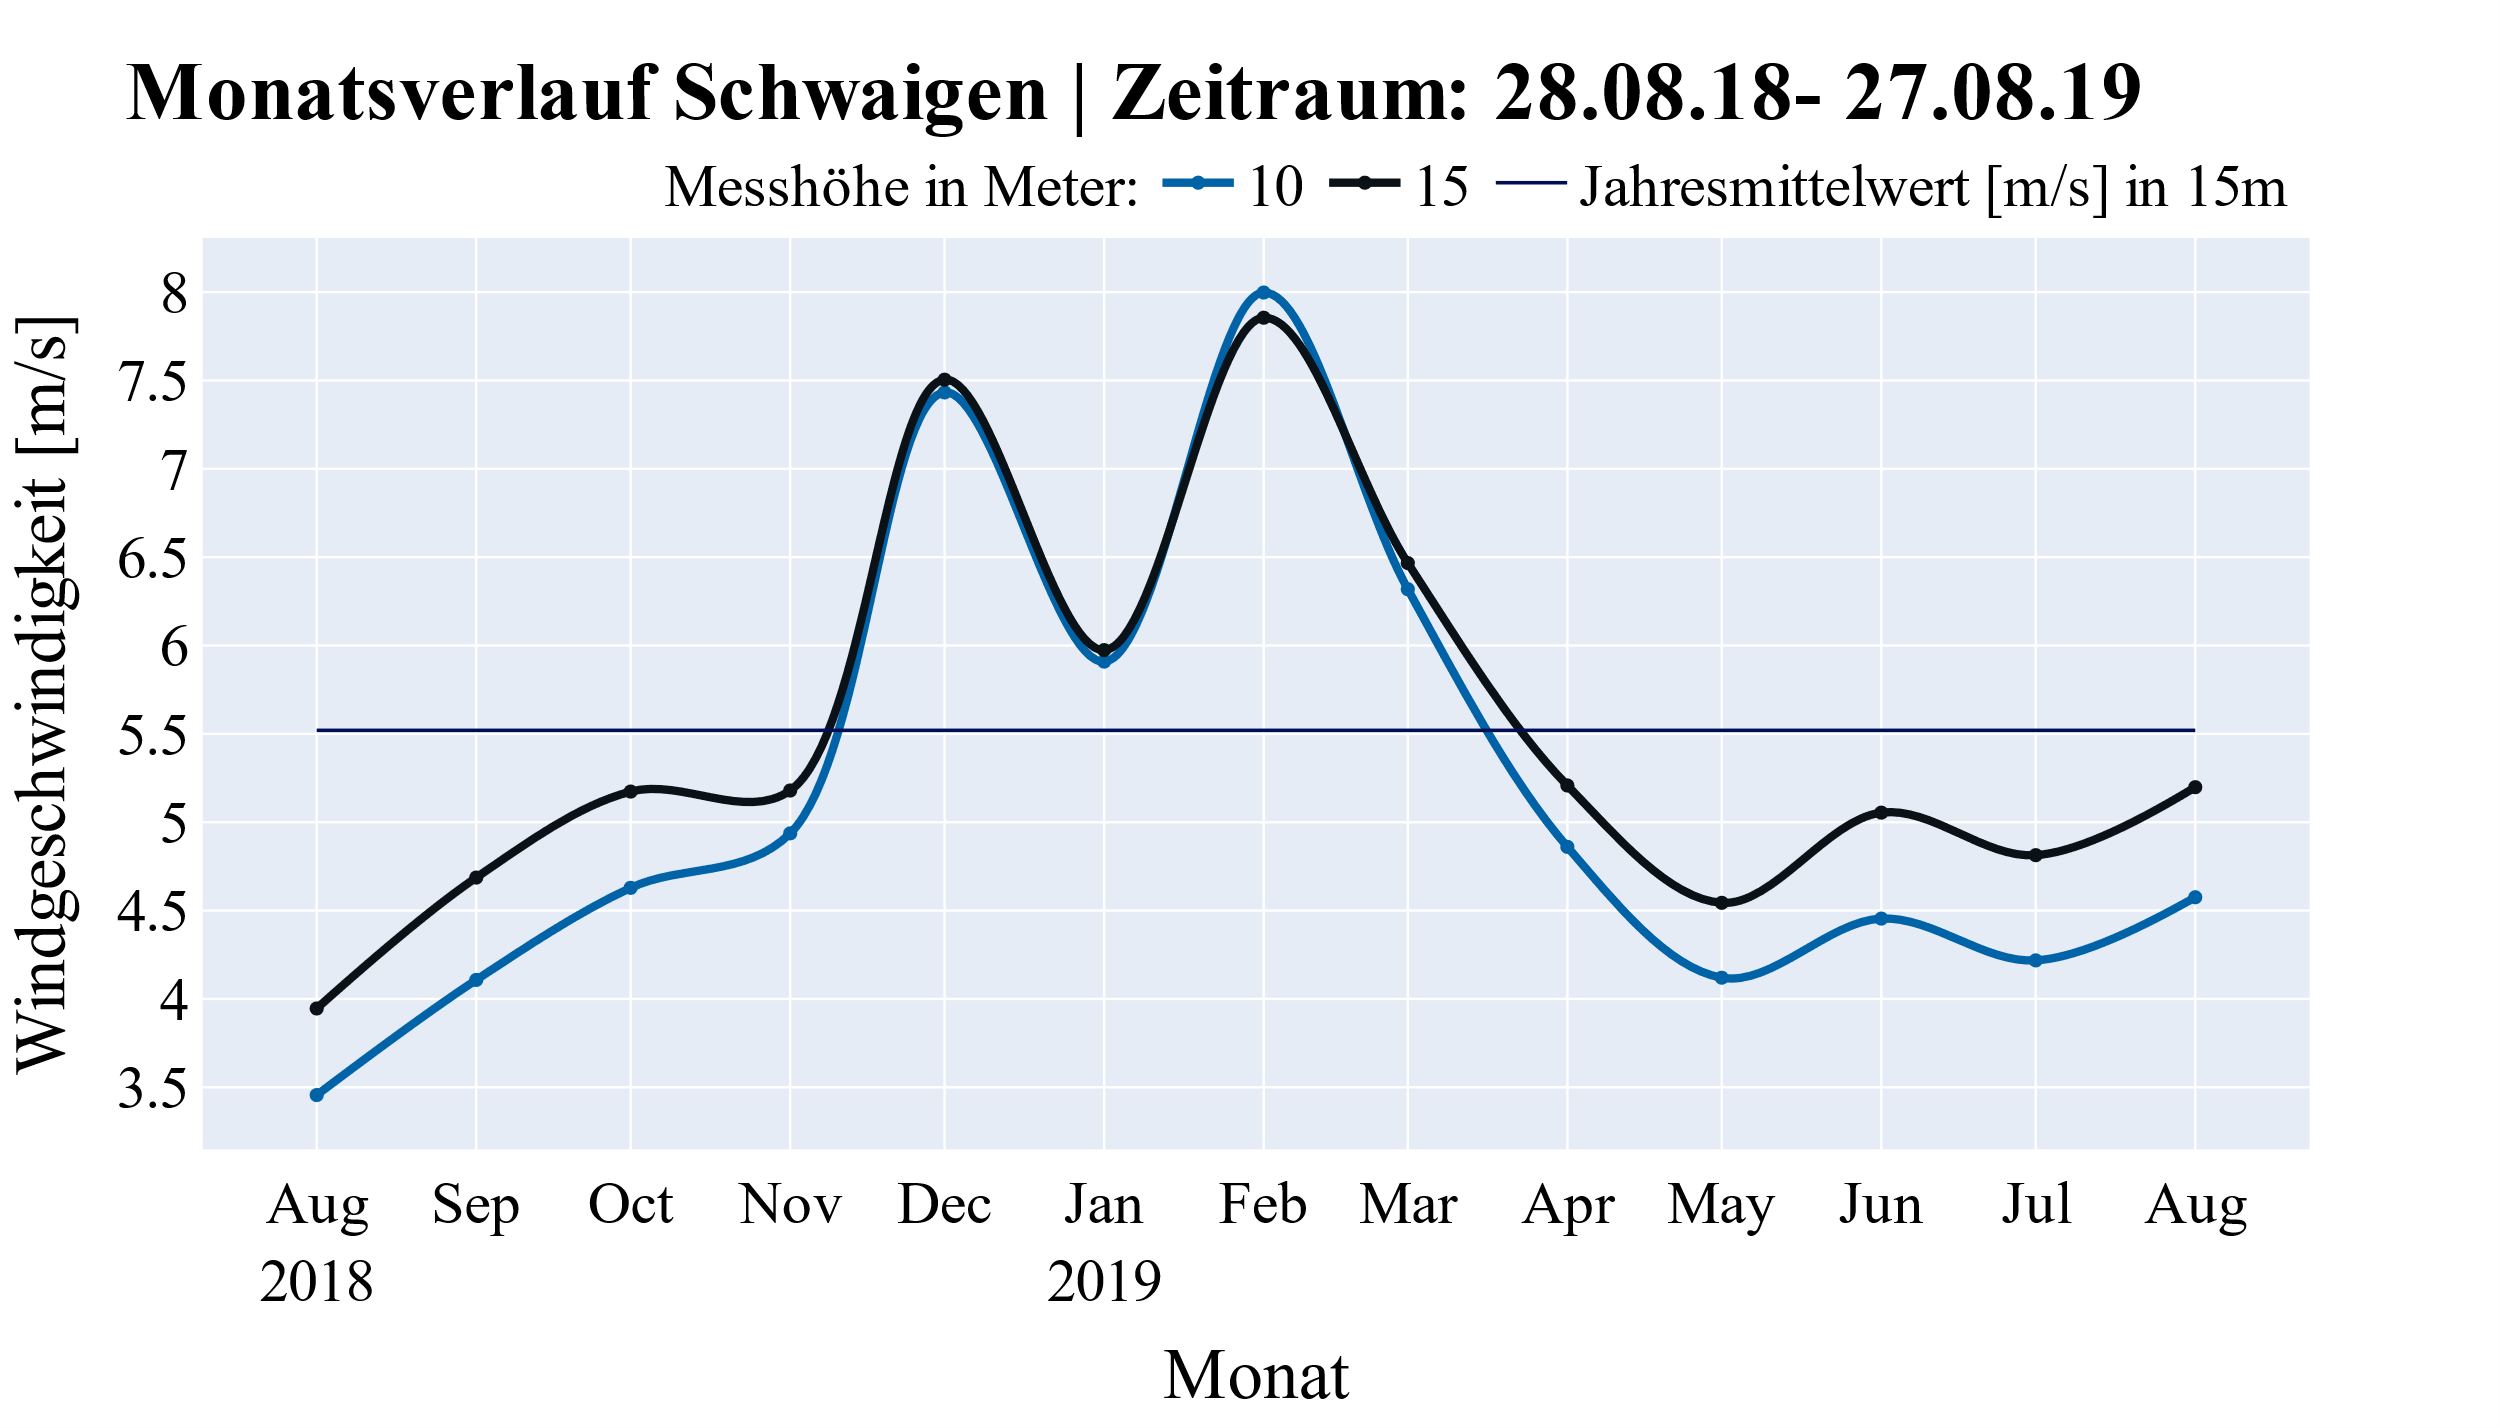 Monatsverlauf Schwaigen | Zeitraum: 28.08.18- 27.08.19
Messhöhe in Meter: 10 15 Jahresmittelwert [m/s] in 15m
Windgeschwindigkeit [m/s]
8
7.5
7
6.5
6
5.5
5
4.5
4
3.5
Aug Sep Oct Nov Dec Jan Feb Mar Apr May Jun Jul Aug
2018 2019
Monat